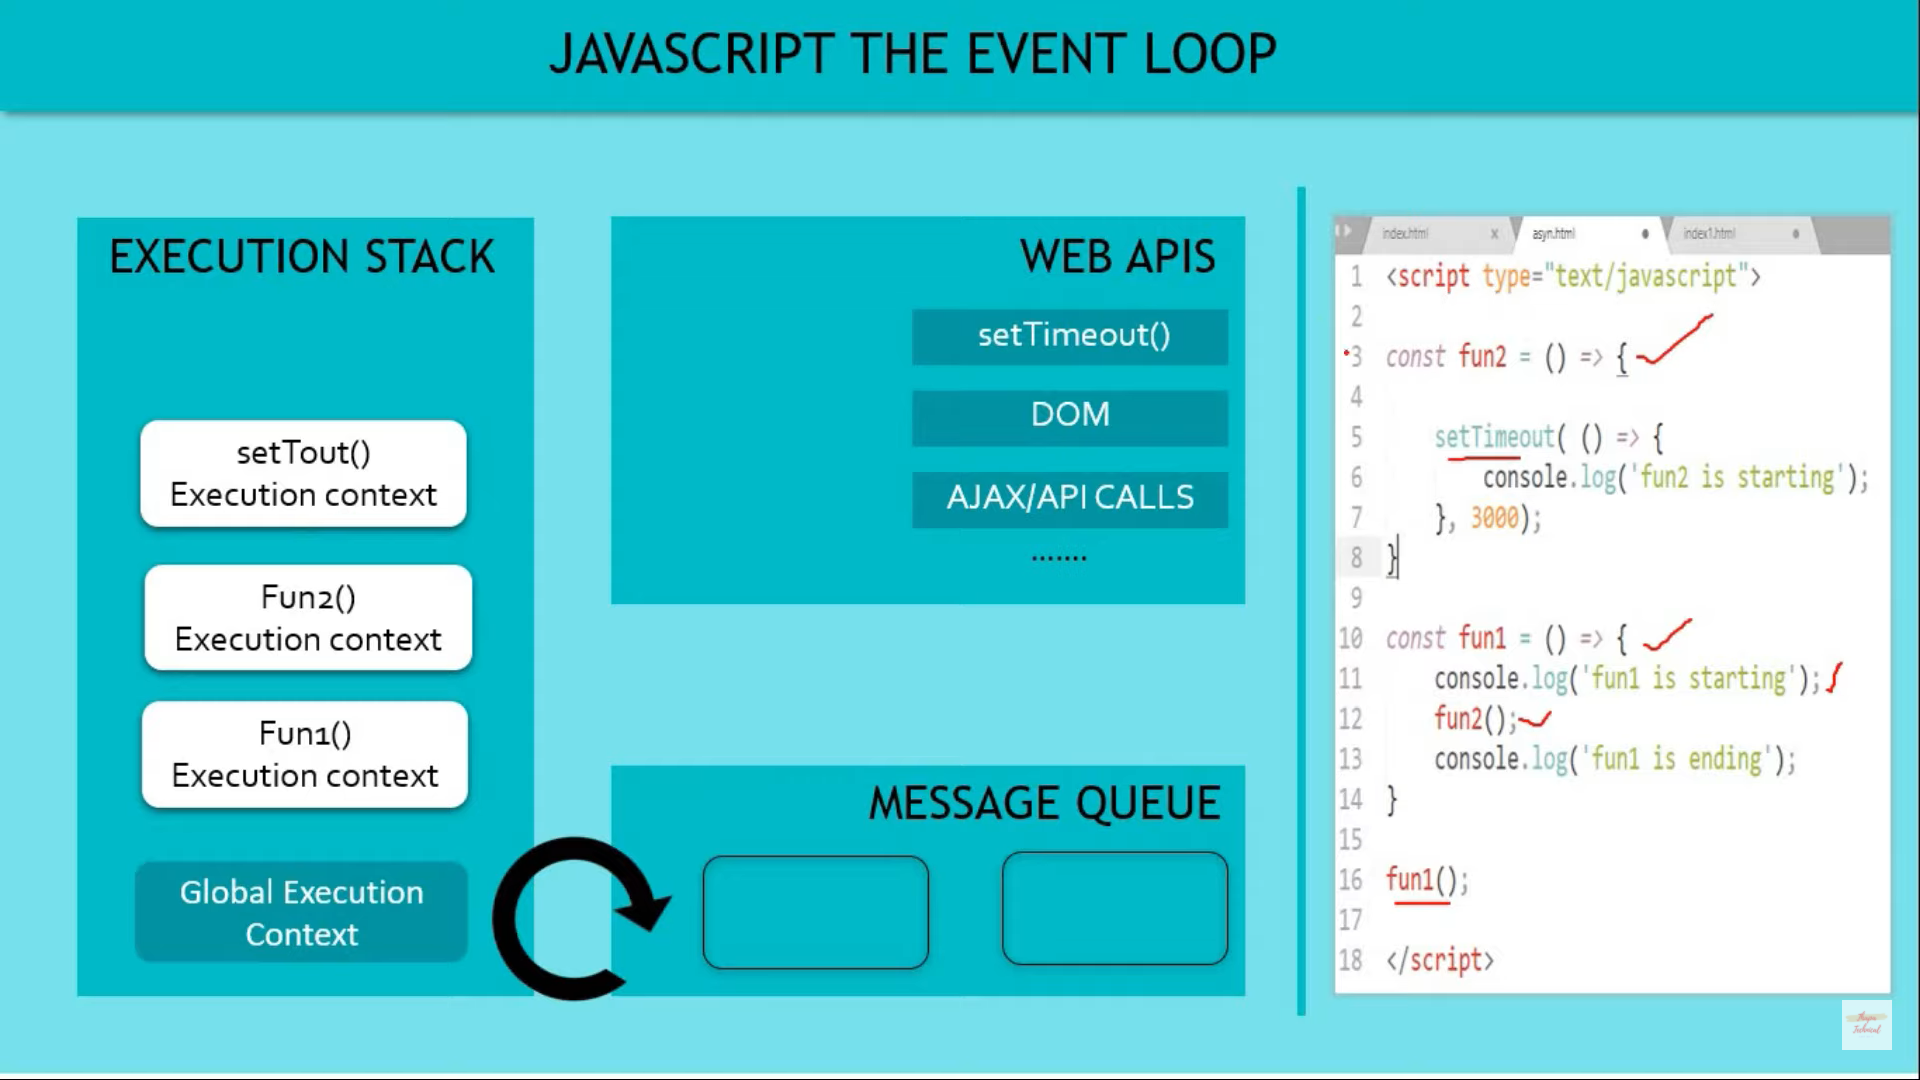 JAVASCRIPT THE EVENT LOOP
EXECUTION STACK
setTout()
Execution context
Fun2()
Execution context
Fun1()
Execution context
Global Execution
Context
WEB APIS
setTimeout()
DOM
AJAX/API CALLS
.......
MESSAGE QUEUE
index.html x asyn.html index1.html
1 <script type="text/javascript">
2
3 const fun2 = () => {
4
5 setTimeout( () => {
6 console.log('fun2 is starting');
7 }, 3000);
8 }
9
10 const fun1 = () => {
11 console.log('fun1 is starting');
12 fun2();
13 console.log('fun1 is ending');
14 }
15
16 fun1();
17
18 </script>
Technical